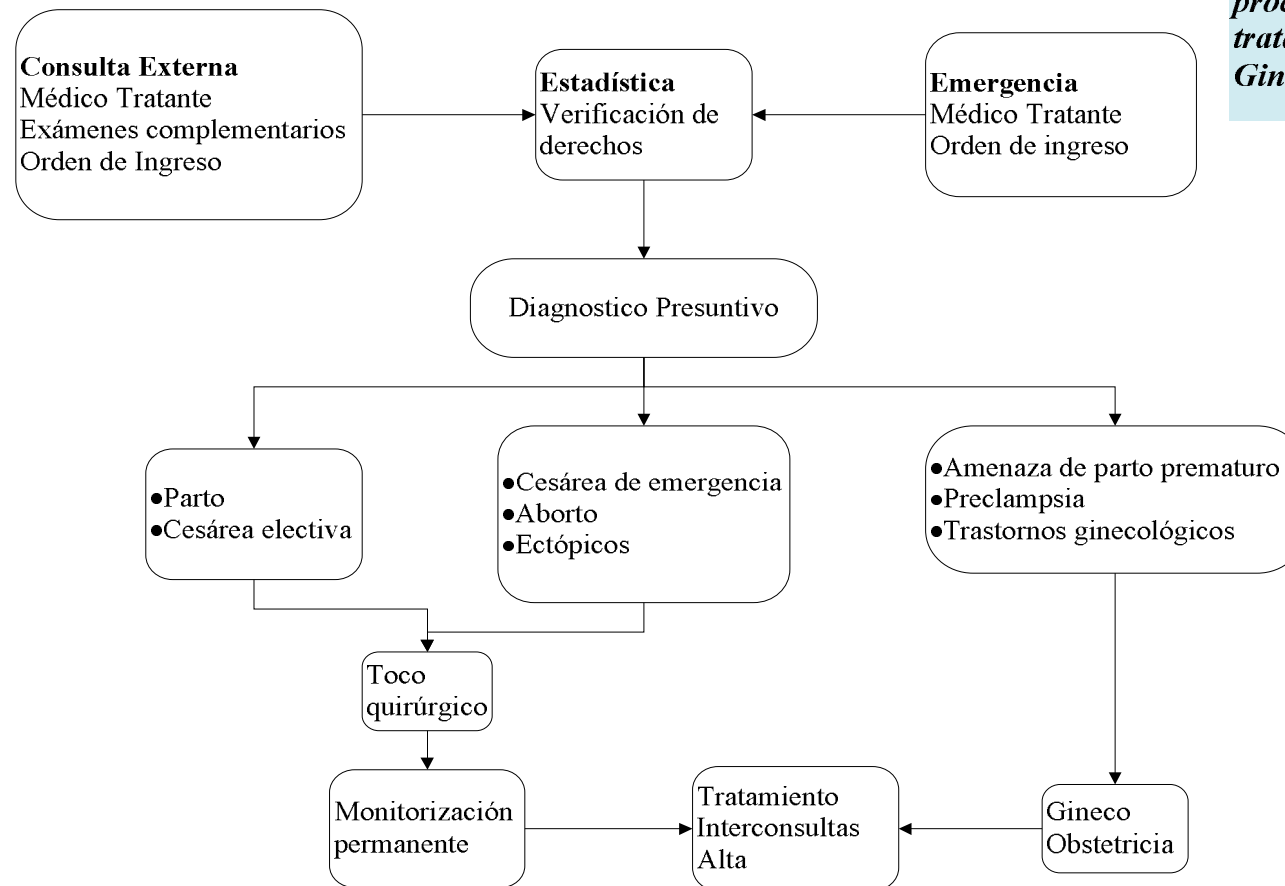 Consulta Externa
Médico Tratante
Exámenes complementarios
Orden de Ingreso
Estadística
Verificación de
derechos
Emergencia
Médico Tratante
Orden de ingreso
Diagnostico Presuntivo
•Parto
•Cesárea electiva
•Cesárea de emergencia
•Aborto
•Ectópicos
•Amenaza de parto prematuro
•Preclampsia
•Trastornos ginecológicos
Toco
quirúrgico
Monitorización
permanente
Tratamiento
Interconsultas
Alta
Gineco
Obstetricia